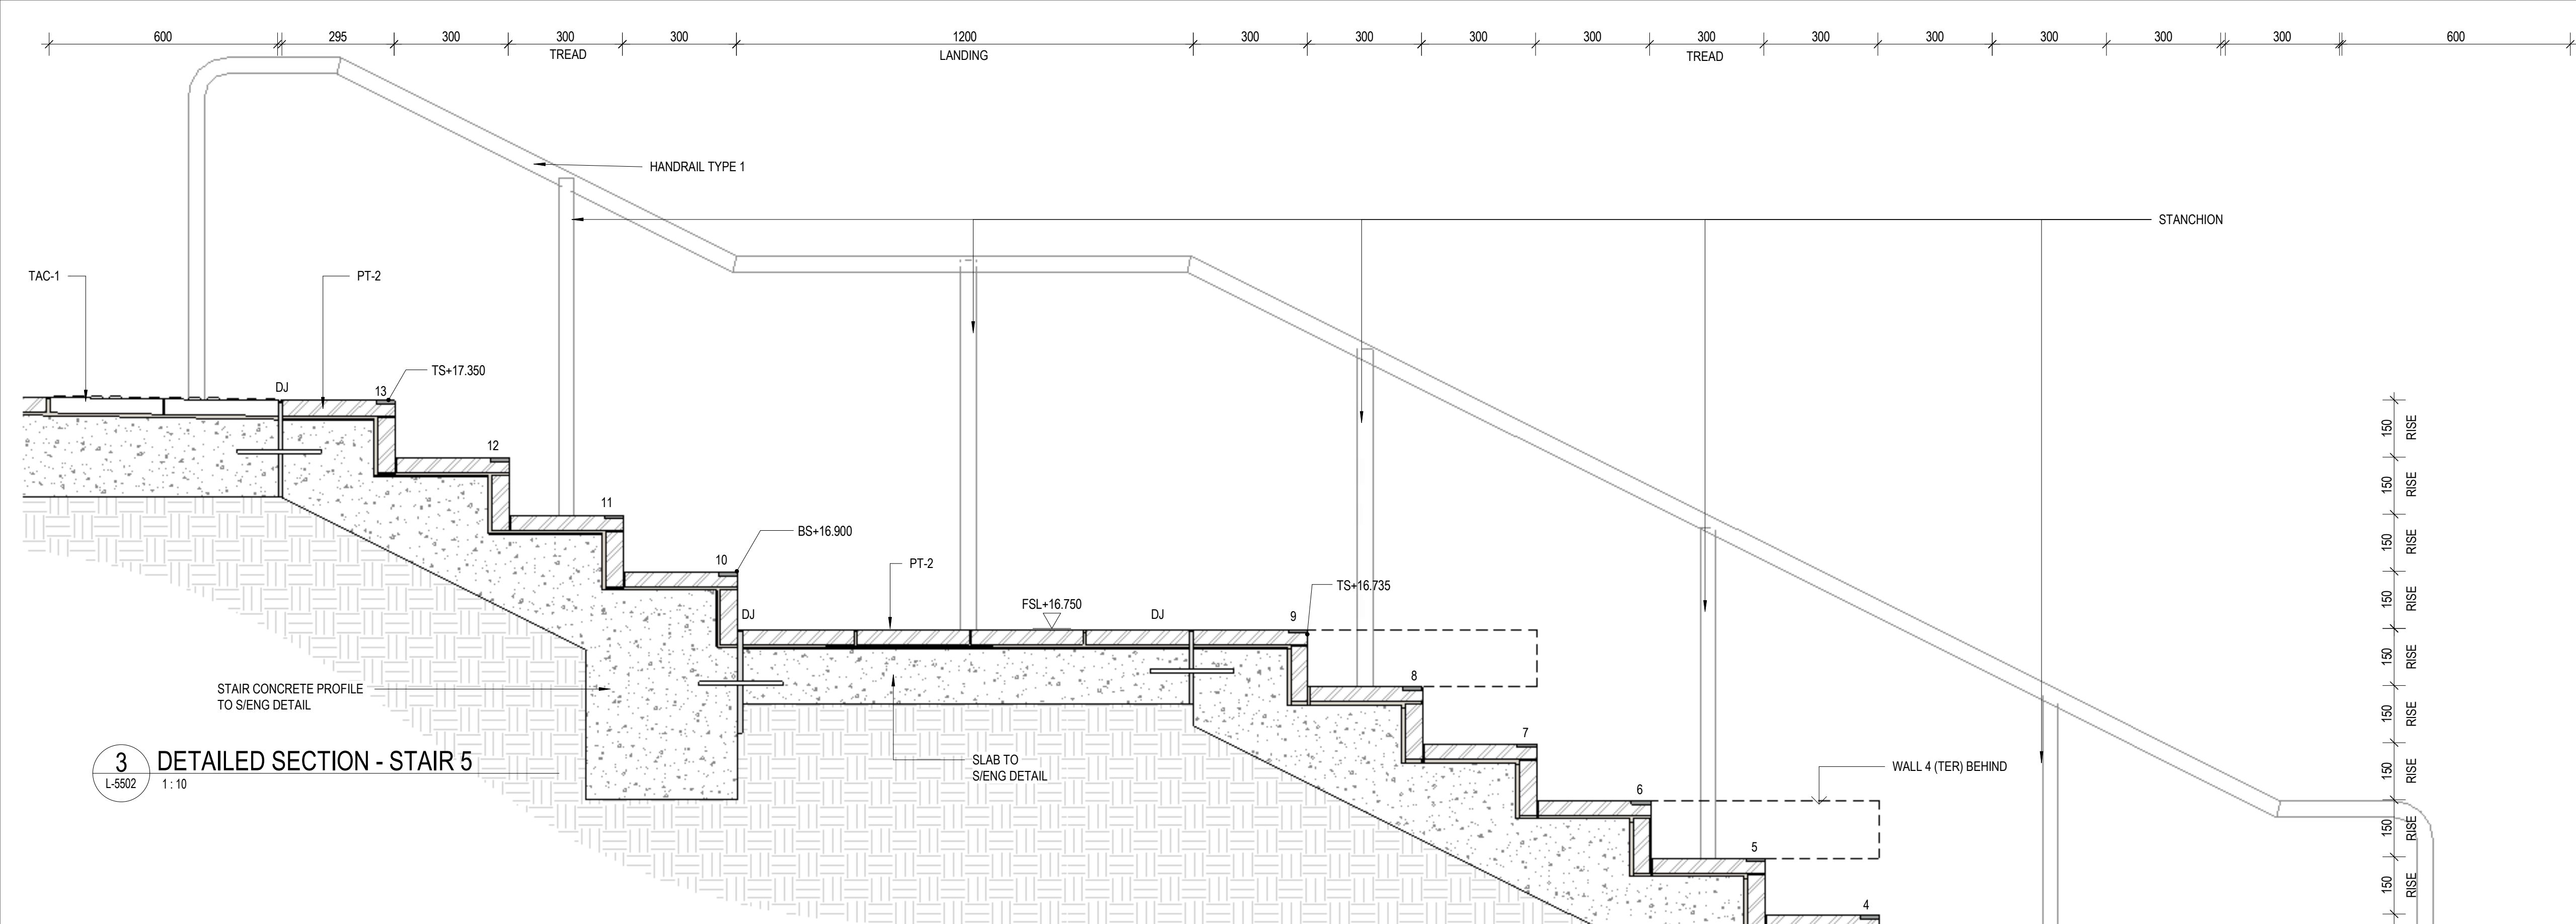 600 295 300 300 300 1200 300 300 300 300 300 300 300 300 300 300 600
TREAD LANDING TREAD
HANDRAIL TYPE 1
STANCHION
TAC-1
PT-2
TS+17.350
DJ
13
12
11
10
BS+16.900
PT-2
DJ
FSL+16.750
DJ
9
TS+16.735
8
7
6
5
4
STAIR CONCRETE PROFILE
TO S/ENG DETAIL
SLAB TO
S/ENG DETAIL
WALL 4 (TER) BEHIND
150 RISE
150 RISE
150 RISE
150 RISE
150 RISE
150 RISE
150 RISE
150 RISE
150 RISE
3
L-5502
DETAILED SECTION - STAIR 5
1 : 10